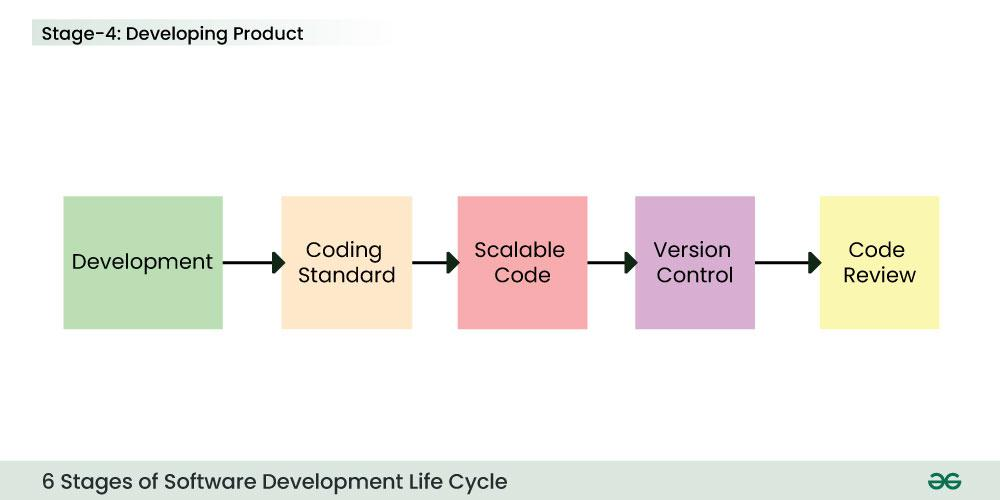 Stage-4: Developing Product
Development
Coding
Standard
Scalable
Code
Version
Control
Code
Review
6 Stages of Software Development Life Cycle